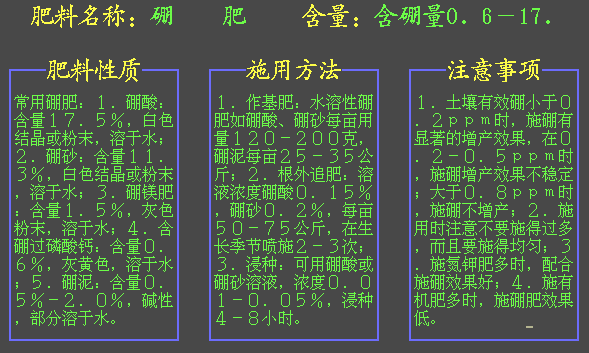 肥料名称：硼　　肥　　含量：含硼量０．６－１７．
肥料性质
常用硼肥：１．硼酸：
含量１７．５％，白色
结晶或粉末，溶于水；
２．硼砂：含量１１．
３％，白色结晶或粉末
，溶于水；３．硼镁肥
：含量１．５％，灰色
粉末，溶于水；４．含
硼过磷酸钙：含量０．
６％，灰黄色，溶于水
；５．硼泥：含量０．
５％－２．０％，碱性
，部分溶于水。
施用方法
１．作基肥：水溶性硼
肥如硼酸、硼砂每亩用
量１２０－２００克，
硼泥每亩２５－３５公
斤；２．根外追肥：溶
液浓度硼酸０．１５％
，硼砂０．２％，每亩
５０－７５公斤，在生
长季节喷施２－３次；
３．浸种：可用硼酸或
硼砂溶液，浓度０．０
１－０．０５％，浸种
４－８小时。
注意事项
１．土壤有效硼小于０
．２ｐｐｍ时，施硼有
显著的增产效果，在０
．２－０．５ｐｐｍ时
，施硼增产效果不稳定
；大于０．８ｐｐｍ时
，施硼不增产；２．施
用时注意不要施得过多
，而且要施得均匀；３
．施氮钾肥多时，配合
施硼效果好；４．施有
机肥多时，施硼肥效果
低。